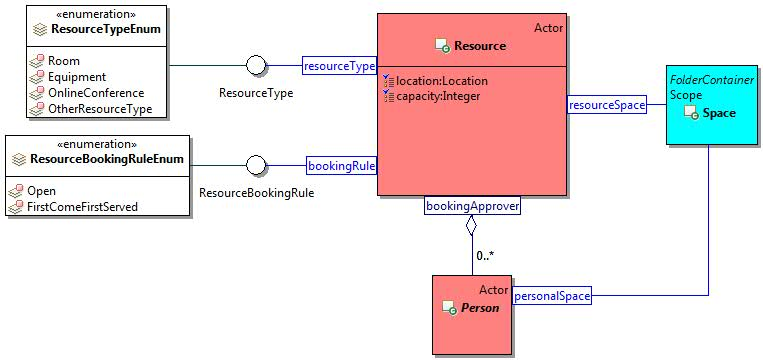 «enumeration»
ResourceTypeEnum
Room
Equipment
OnlineConference
OtherResourceType
ResourceType
resourceType
Actor
Resource
location:Location
capacity:Integer
resourceSpace
FolderContainer
Scope
Space
«enumeration»
ResourceBookingRuleEnum
Open
FirstComeFirstServed
ResourceBookingRule
bookingRule
bookingApprover
0..*
Actor
Person
personalSpace